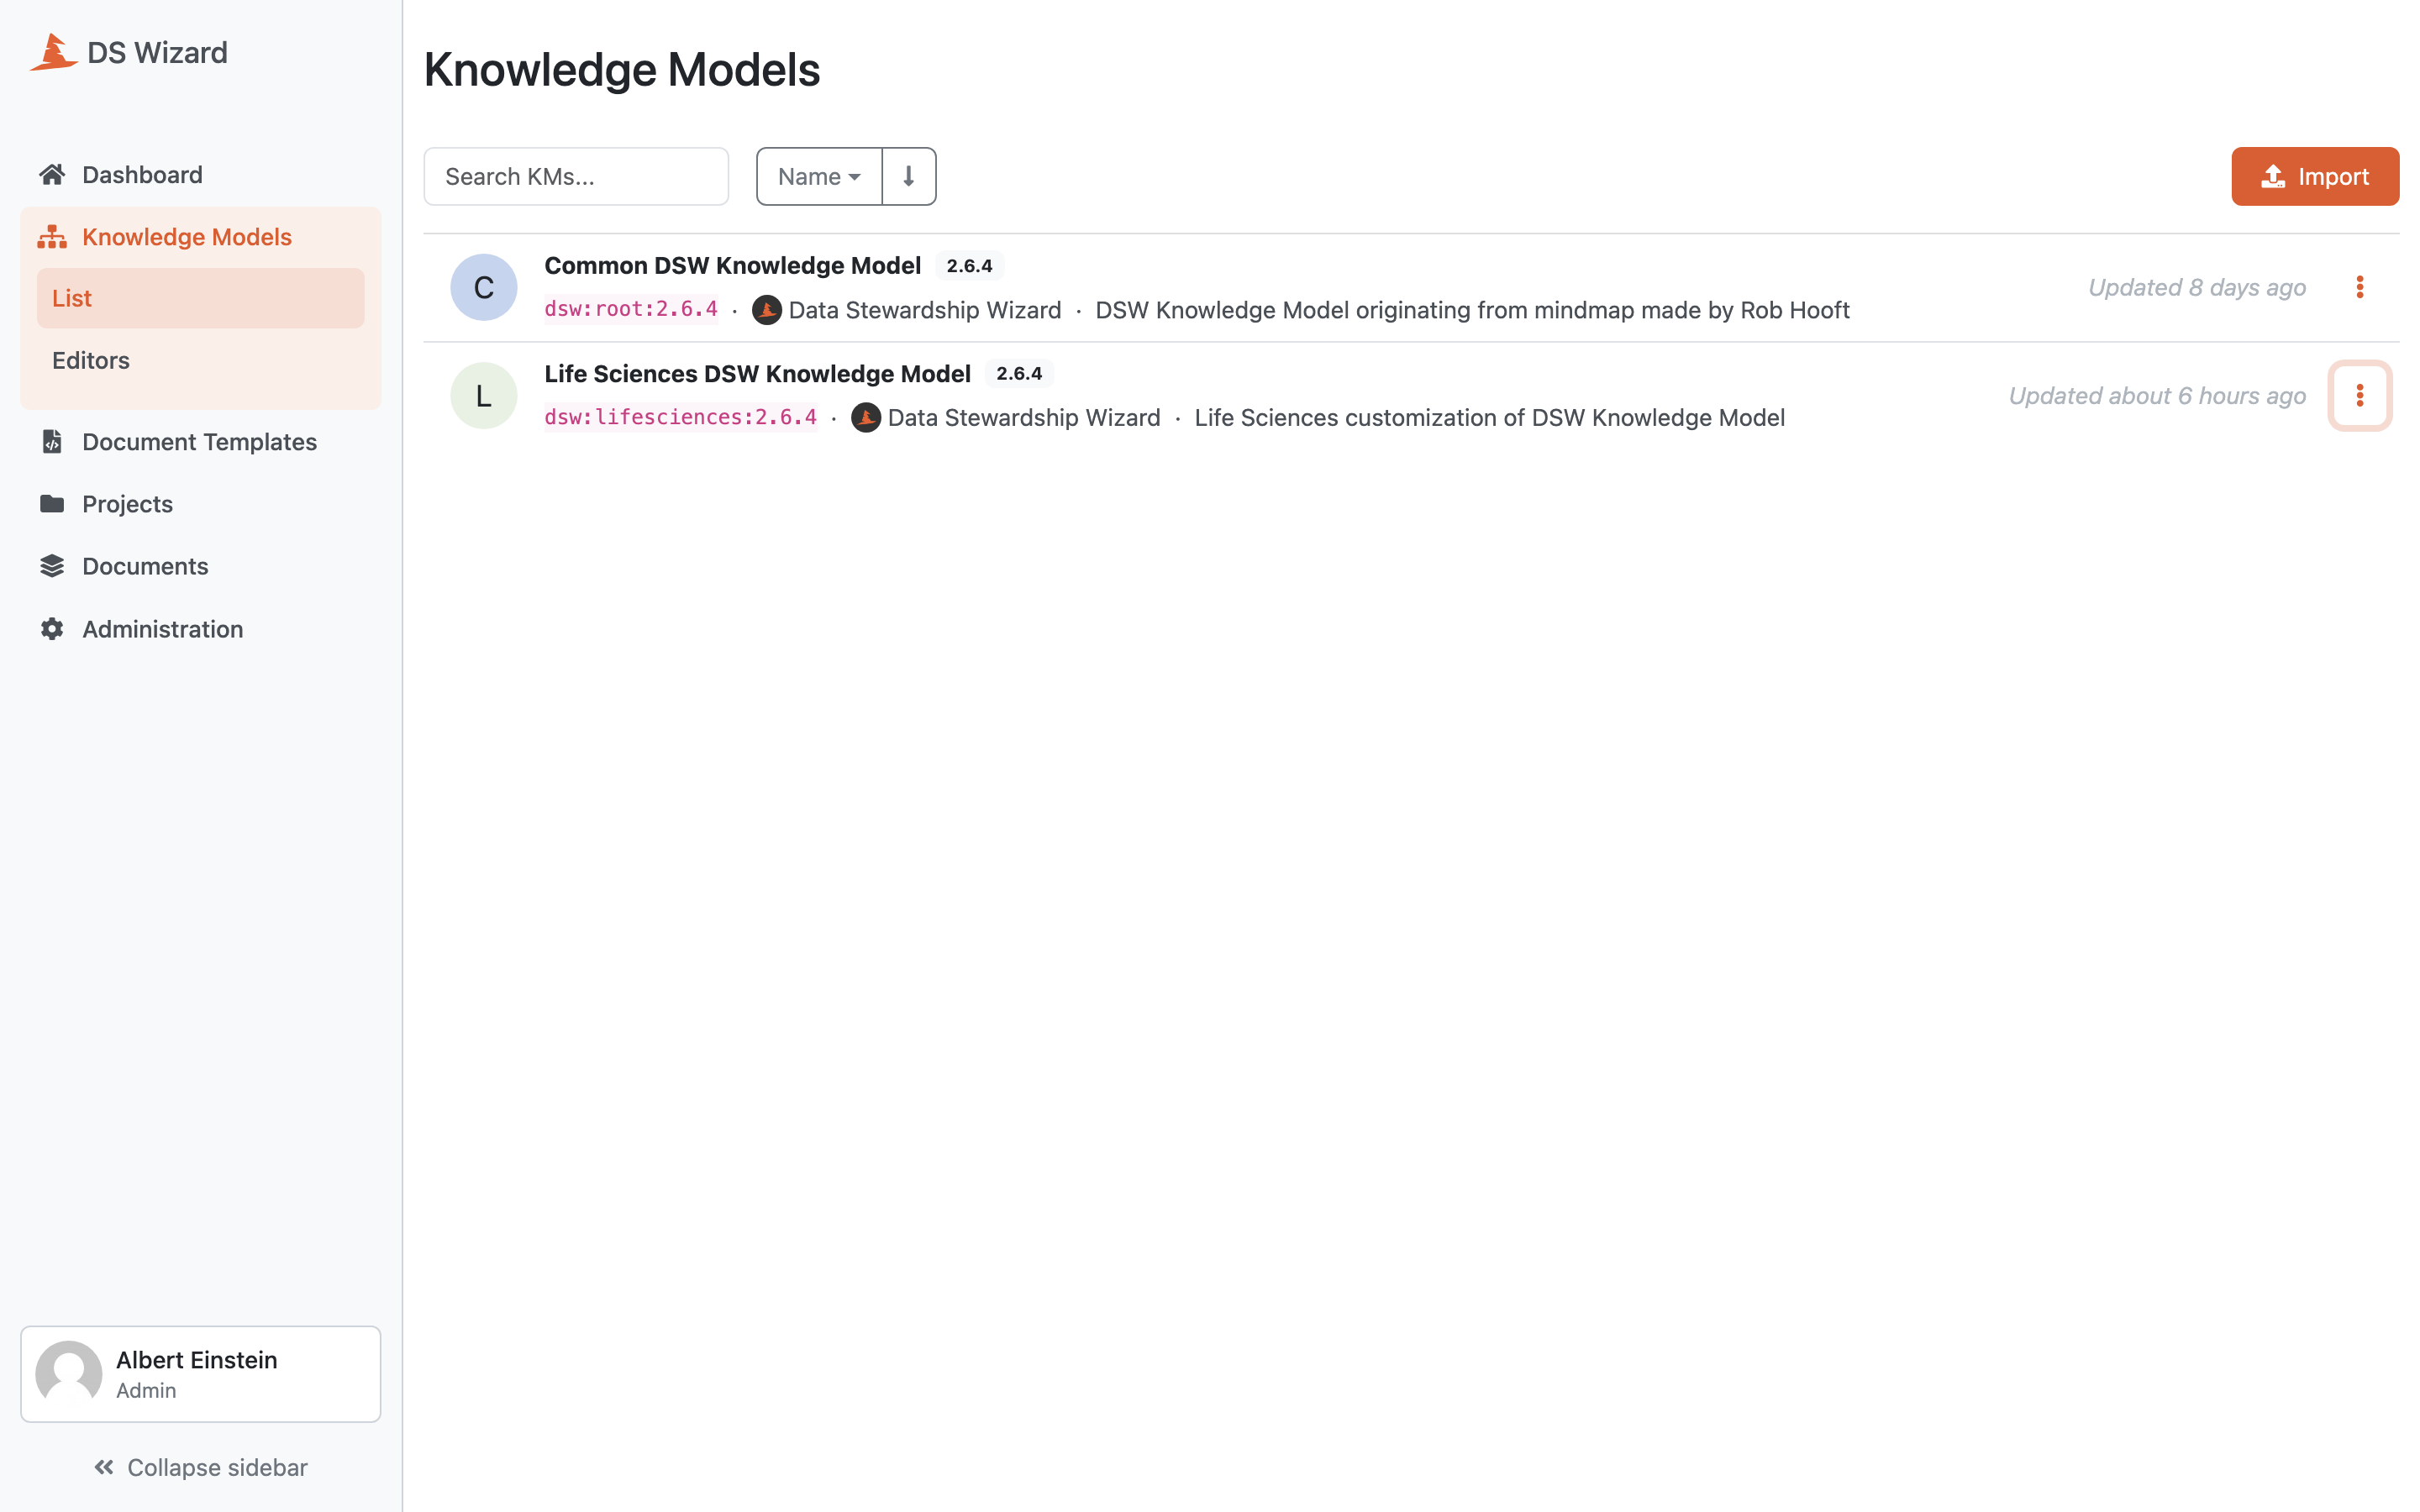 DS Wizard
Dashboard
Knowledge Models
List
Editors
Document Templates
Projects
Documents
Administration
Albert Einstein
Admin
Collapse sidebar
Knowledge Models
Search KMs...
Name
Import
C
Common DSW Knowledge Model 2.6.4
dsw:root:2.6.4 · Data Stewardship Wizard · DSW Knowledge Model originating from mindmap made by Rob Hooft
Updated 8 days ago
L
Life Sciences DSW Knowledge Model 2.6.4
dsw:lifesciences:2.6.4 · Data Stewardship Wizard · Life Sciences customization of DSW Knowledge Model
Updated about 6 hours ago